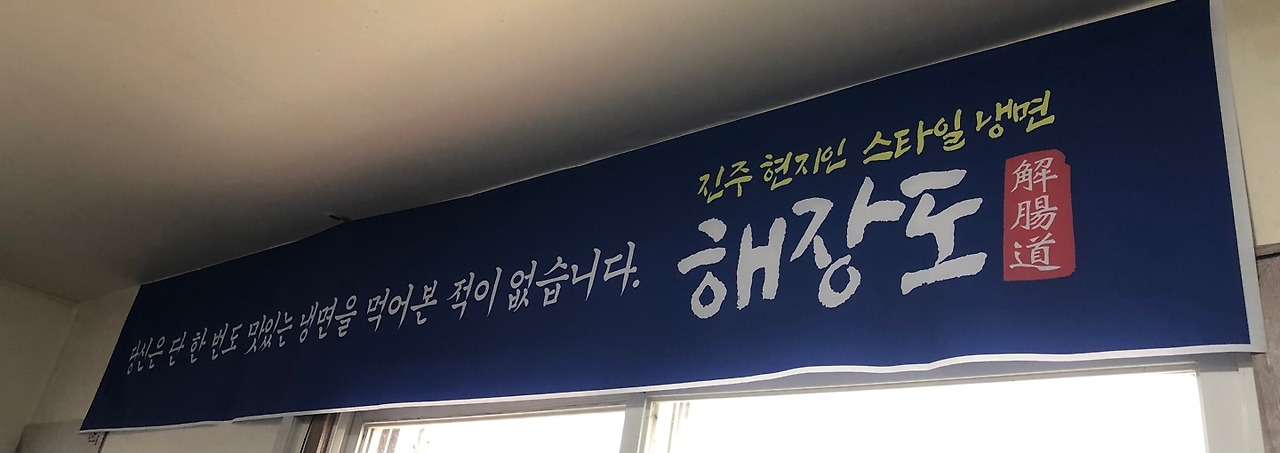 당신은 단 한 번도 맛있는 냉면을 먹어본 적이 없습니다.
진주 현지인 스타일 냉면
해장도
解腸道